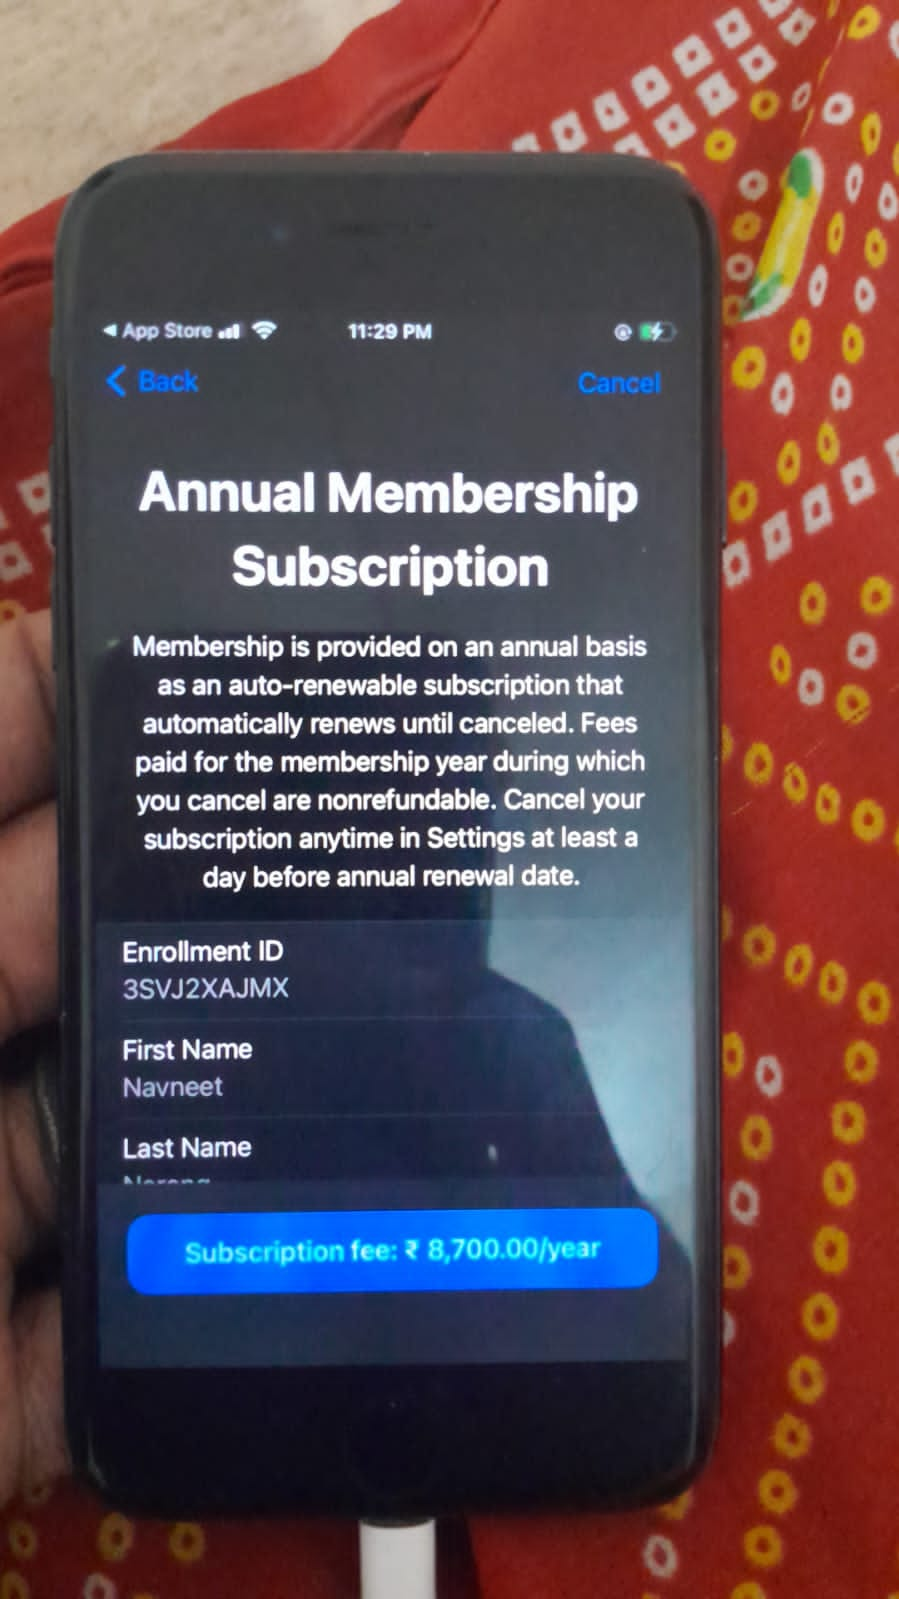 ◀ App Store 11:29 PM
Back Cancel
Annual Membership
Subscription
Membership is provided on an annual basis
as an auto-renewable subscription that
automatically renews until canceled. Fees
paid for the membership year during which
you cancel are nonrefundable. Cancel your
subscription anytime in Settings at least a
day before annual renewal date.
Enrollment ID
3SVJ2XAJMX
First Name
Navneet
Last Name
Subscription fee: ₹ 8,700.00/year